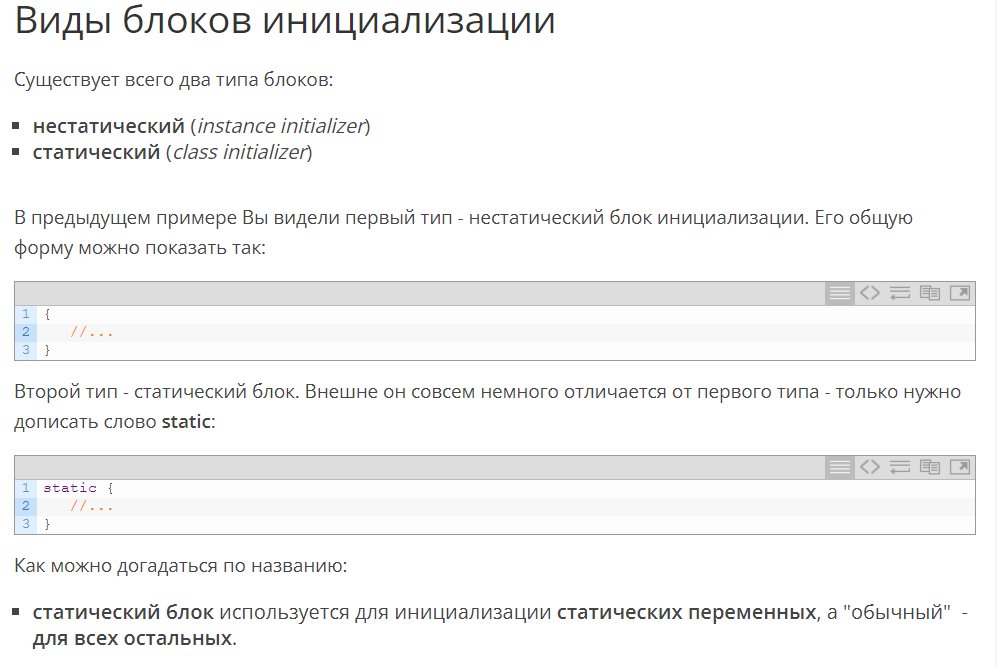 Виды блоков инициализации
Существует всего два типа блоков:
нестатический (instance initializer)
статический (class initializer)
В предыдущем примере Вы видели первый тип - нестатический блок инициализации. Его общую
форму можно показать так:
1 {
2 //...
3 }
Второй тип - статический блок. Внешне он совсем немного отличается от первого типа - только нужно
дописать слово static:
1 static {
2 //...
3 }
Как можно догадаться по названию:
статический блок используется для инициализации статических переменных, а "обычный" -
для всех остальных.